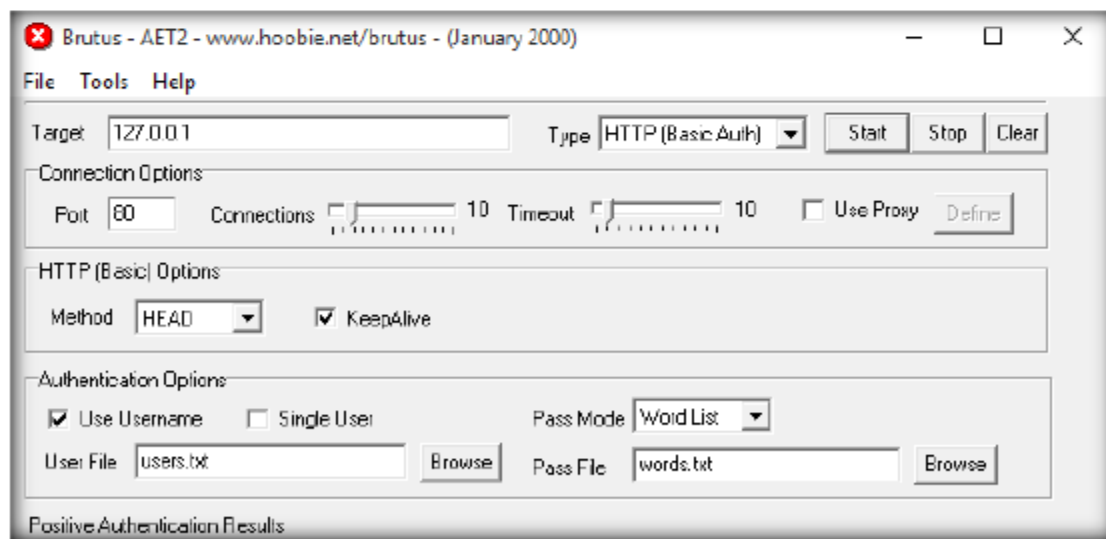 Brutus - AET2 - www.hoobie.net/brutus - (January 2000)
File Tools Help
Target 127.0.0.1 Type HTTP (Basic Auth) Start Stop Clear
Connection Options
Port 80 Connections 10 Timeout 10 Use Proxy Define
HTTP (Basic) Options
Method HEAD KeepAlive
Authentication Options
Use Username Single User Pass Mode Word List
User File users.txt Browse Pass File words.txt Browse
Positive Authentication Results